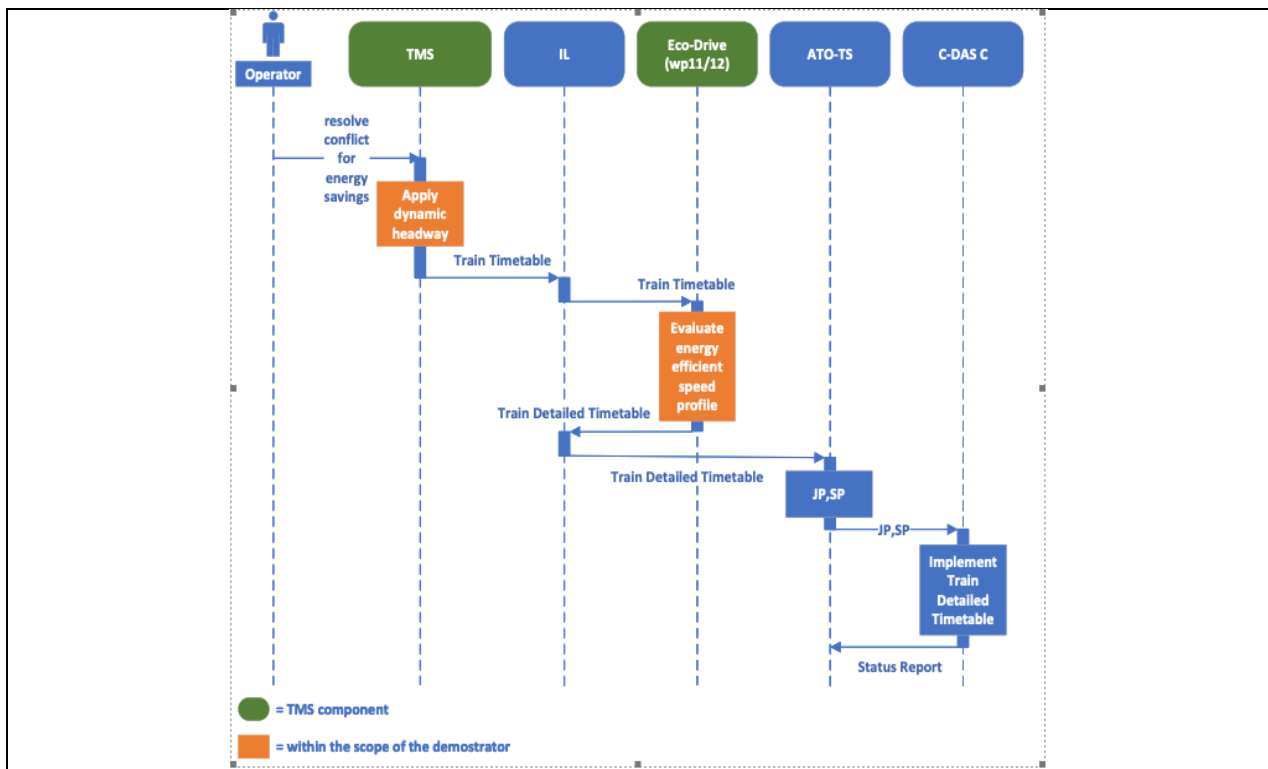 Operator
TMS
IL
Eco-Drive
(wp11/12)
ATO-TS
C-DAS C
resolve
conflict
for
energy
savings
Apply
dynamic
headway
Train Timetable
Train Timetable
Evaluate
energy
efficient
speed
profile
Train Detailed Timetable
Train Detailed Timetable
JP,SP
JP,SP
Implement
Train
Detailed
Timetable
Status Report
= TMS component
= within the scope of the demostrator